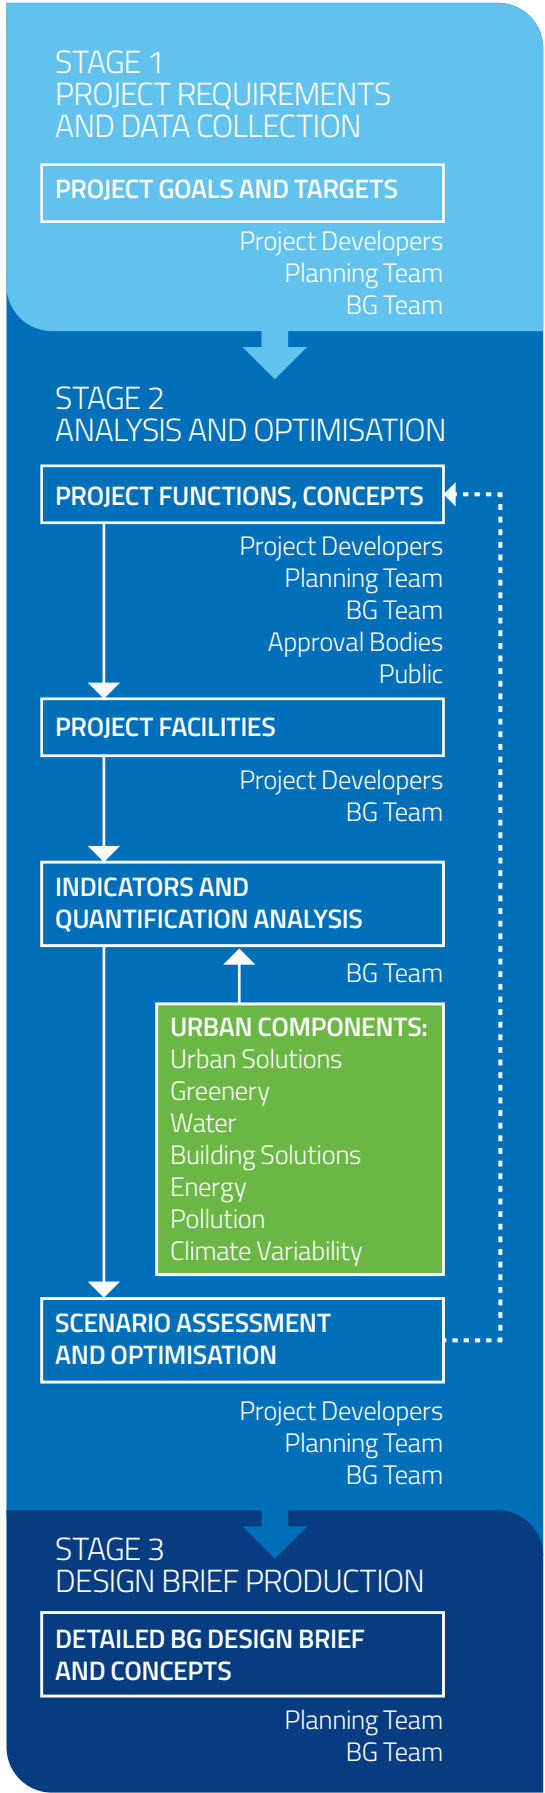 STAGE 1
PROJECT REQUIREMENTS
AND DATA COLLECTION
PROJECT GOALS AND TARGETS
Project Developers
Planning Team
BG Team
STAGE 2
ANALYSIS AND OPTIMISATION
PROJECT FUNCTIONS, CONCEPTS
Project Developers
Planning Team
BG Team
Approval Bodies
Public
PROJECT FACILITIES
Project Developers
BG Team
INDICATORS AND
QUANTIFICATION ANALYSIS
BG Team
URBAN COMPONENTS:
Urban Solutions
Greenery
Water
Building Solutions
Energy
Pollution
Climate Variability
SCENARIO ASSESSMENT
AND OPTIMISATION
Project Developers
Planning Team
BG Team
STAGE 3
DESIGN BRIEF PRODUCTION
DETAILED BG DESIGN BRIEF
AND CONCEPTS
Planning Team
BG Team